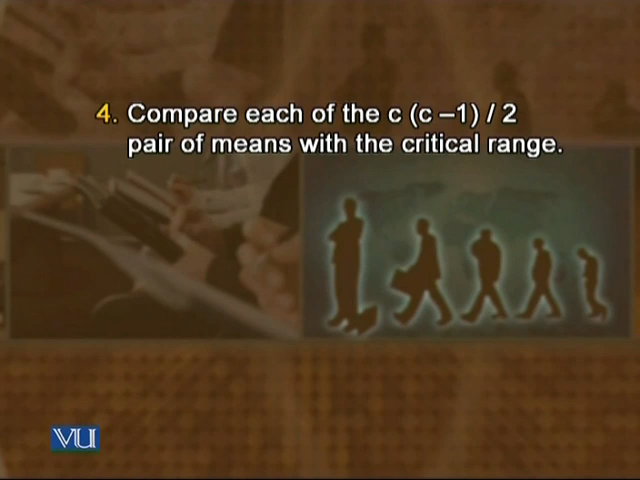 4. Compare each of the c (c –1) / 2
pair of means with the critical range.
VU